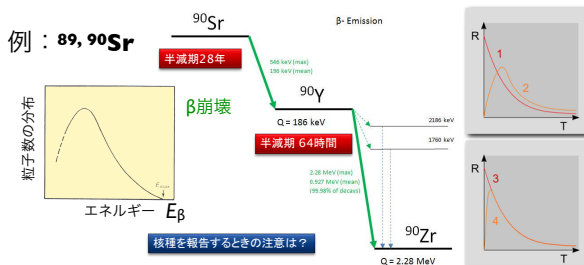 例：89, 90Sr
90Sr
半減期28年
546 keV (max)
196 keV (mean)
β- Emission
β崩壊
90Y
Q = 186 keV
半減期 64時間
2186 keV
1760 keV
2.28 MeV (max)
0.927 MeV (mean)
(99.98% of decays)
90Zr
Q = 2.28 MeV
粒子数の分布
エネルギー Eβ
核種を報告するときの注意は？
R
1
2
T
R
3
4
T